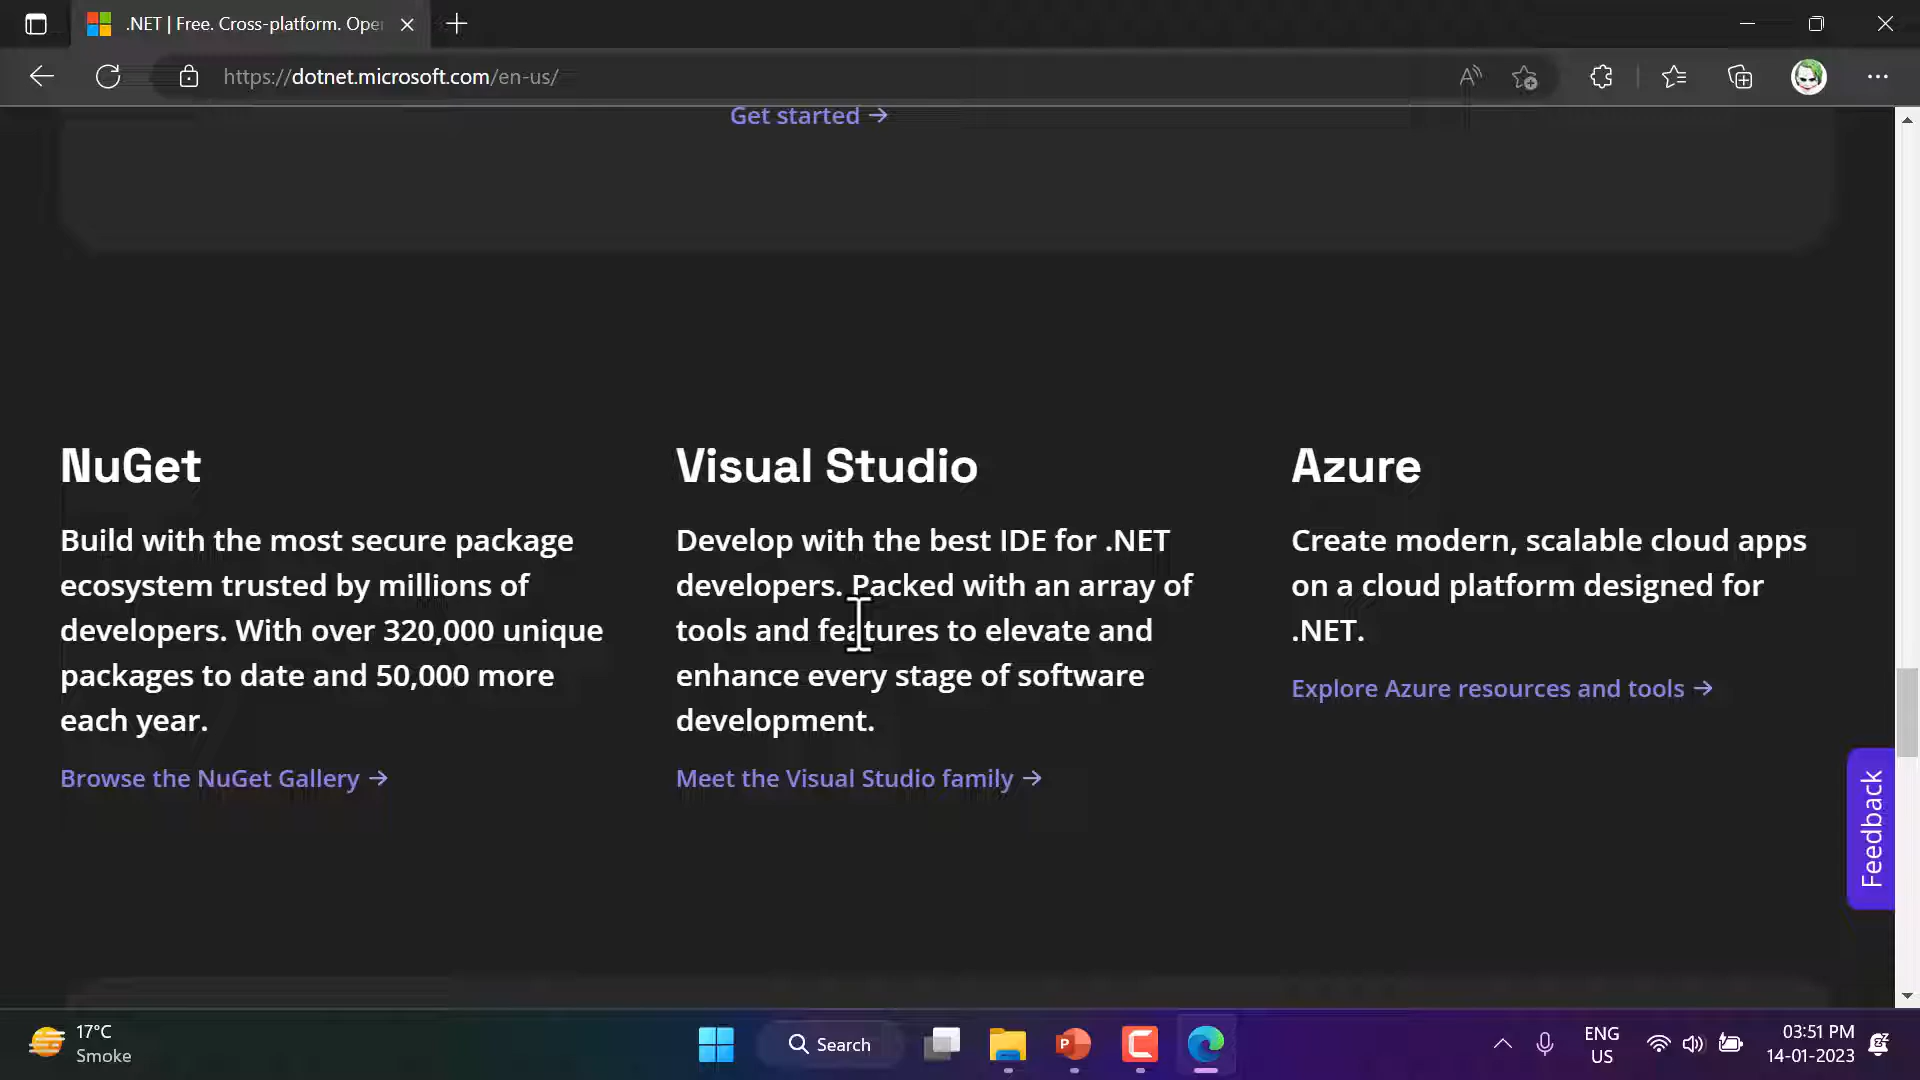 .NET | Free. Cross-platform. Ope
https://dotnet.microsoft.com/en-us/
Get started →
NuGet
Build with the most secure package
ecosystem trusted by millions of
developers. With over 320,000 unique
packages to date and 50,000 more
each year.
Browse the NuGet Gallery →
Visual Studio
Develop with the best IDE for .NET
developers. Packed with an array of
tools and features to elevate and
enhance every stage of software
development.
Meet the Visual Studio family →
Azure
Create modern, scalable cloud apps
on a cloud platform designed for
.NET.
Explore Azure resources and tools →
Feedback
17°C
Smoke
Search
ENG
US
03:51 PM
14-01-2023